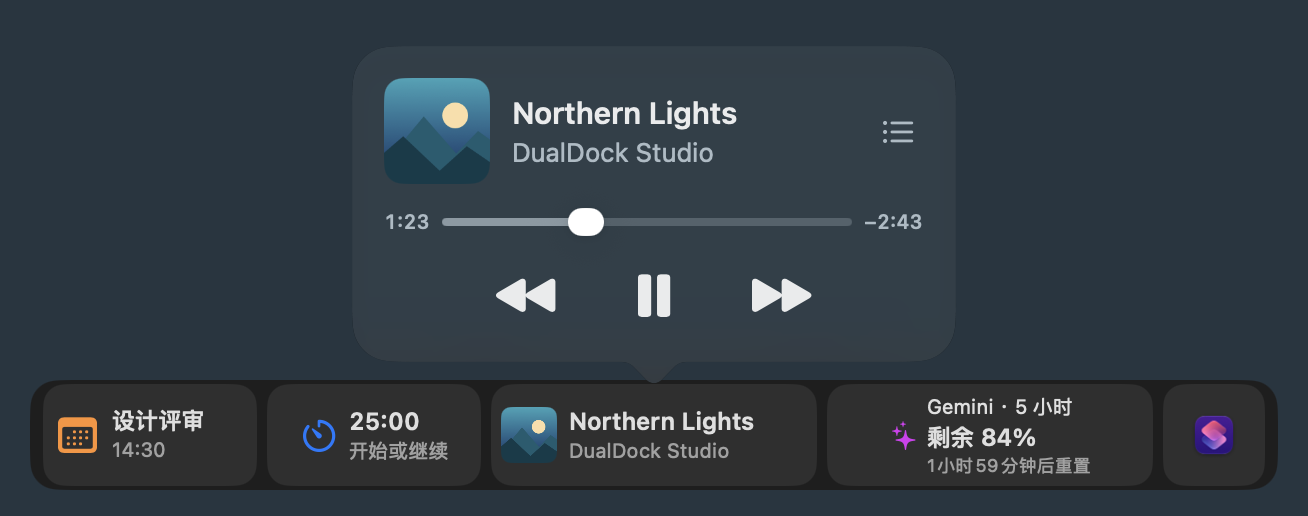 Northern Lights
DualDock Studio
1:23
−2:43
设计评审
14:30
25:00
开始或继续
Northern Lights
DualDock Studio
Gemini · 5 小时
剩余 84%
1小时59分钟后重置